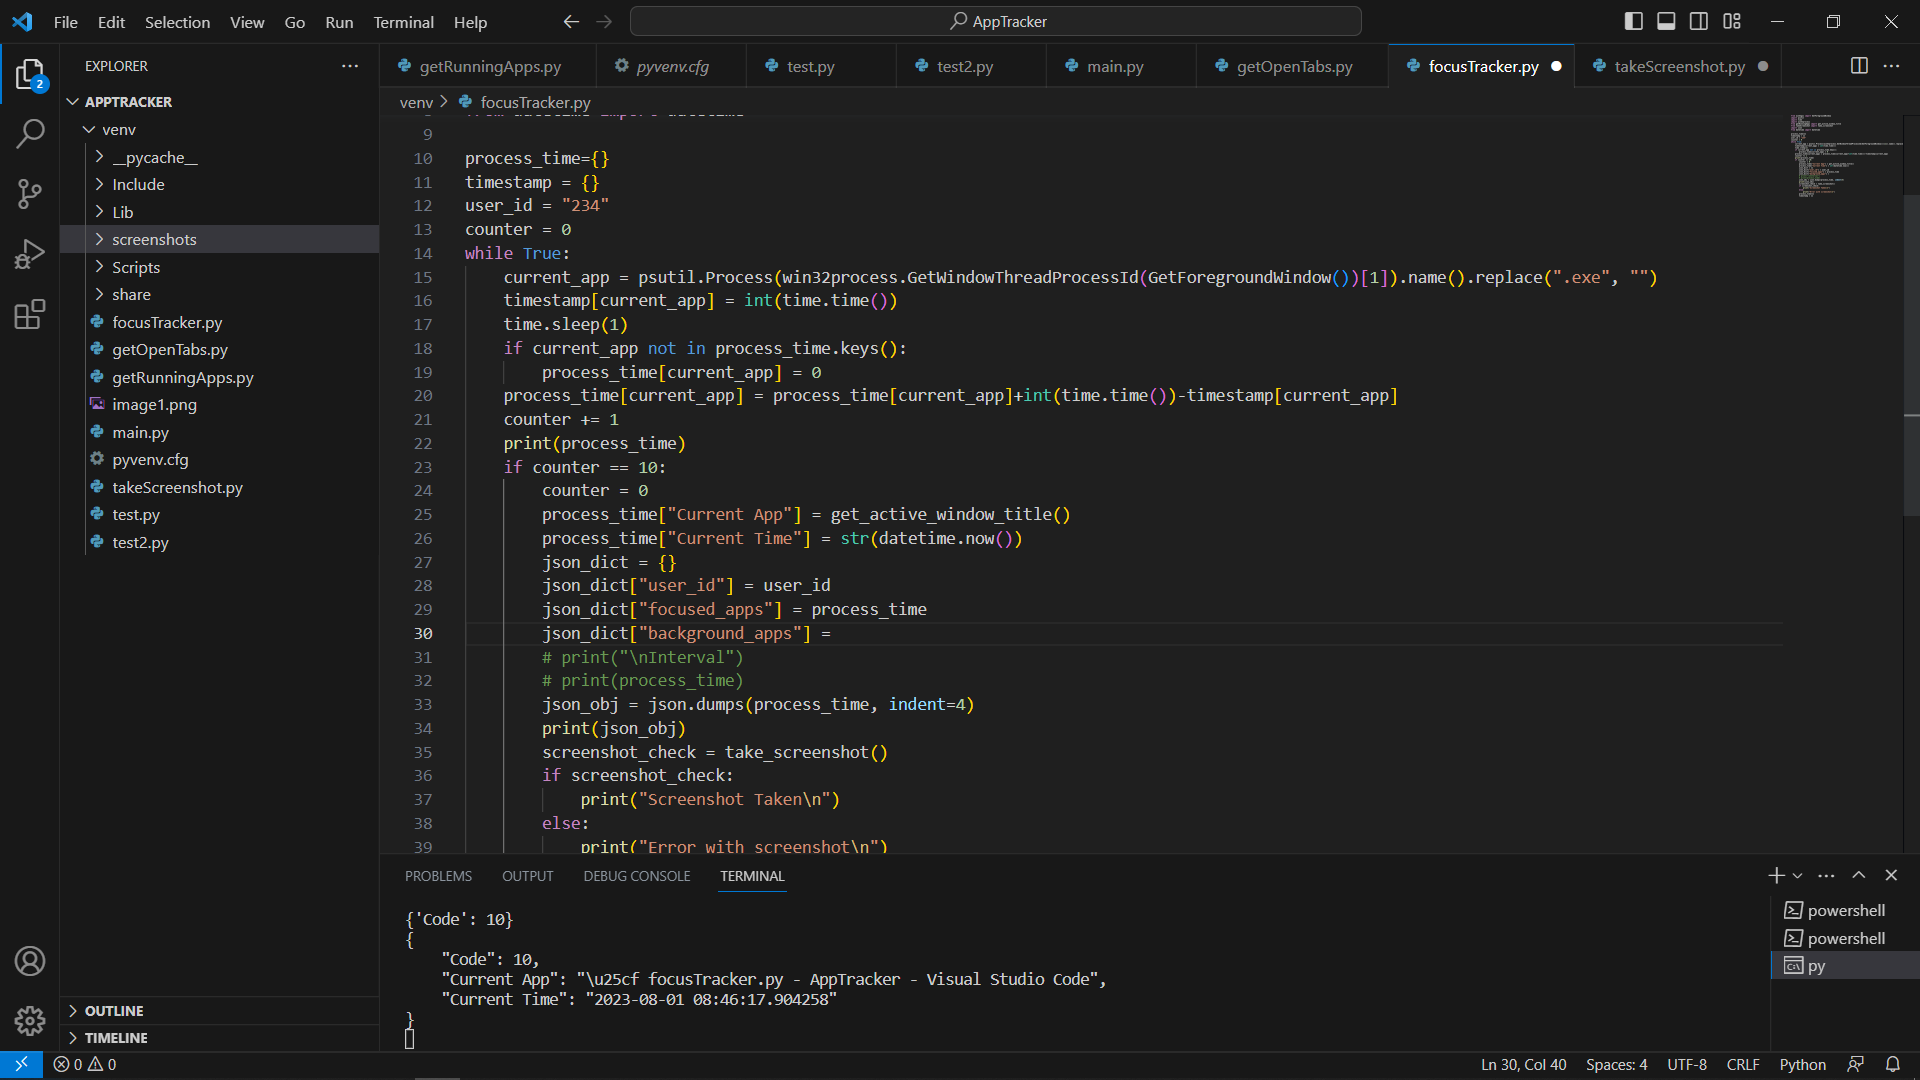 File Edit Selection View Go Run Terminal Help
AppTracker
EXPLORER
APPTRACKER
venv
__pycache__
Include
Lib
screenshots
Scripts
share
focusTracker.py
getOpenTabs.py
getRunningApps.py
image1.png
main.py
pyvenv.cfg
takeScreenshot.py
test.py
test2.py
OUTLINE
TIMELINE
2
getRunningApps.py pyvenv.cfg test.py test2.py main.py getOpenTabs.py focusTracker.py takeScreenshot.py
venv > focusTracker.py
9
10 process_time={}
11 timestamp = {}
12 user_id = "234"
13 counter = 0
14 while True:
15 current_app = psutil.Process(win32process.GetWindowThreadProcessId(GetForegroundWindow())[1]).name().replace(".exe", "")
16 timestamp[current_app] = int(time.time())
17 time.sleep(1)
18 if current_app not in process_time.keys():
19 process_time[current_app] = 0
20 process_time[current_app] = process_time[current_app]+int(time.time())-timestamp[current_app]
21 counter += 1
22 print(process_time)
23 if counter == 10:
24 counter = 0
25 process_time["Current App"] = get_active_window_title()
26 process_time["Current Time"] = str(datetime.now())
27 json_dict = {}
28 json_dict["user_id"] = user_id
29 json_dict["focused_apps"] = process_time
30 json_dict["background_apps"] =
31 # print("\nInterval")
32 # print(process_time)
33 json_obj = json.dumps(process_time, indent=4)
34 print(json_obj)
35 screenshot_check = take_screenshot()
36 if screenshot_check:
37 print("Screenshot Taken\n")
38 else:
39 print("Error with screenshot\n")
PROBLEMS OUTPUT DEBUG CONSOLE TERMINAL
{'Code': 10}
{
"Code": 10,
"Current App": "\u25cf focusTracker.py - AppTracker - Visual Studio Code",
"Current Time": "2023-08-01 08:46:17.904258"
}
powershell
powershell
py
0 0
Ln 30, Col 40 Spaces: 4 UTF-8 CRLF Python